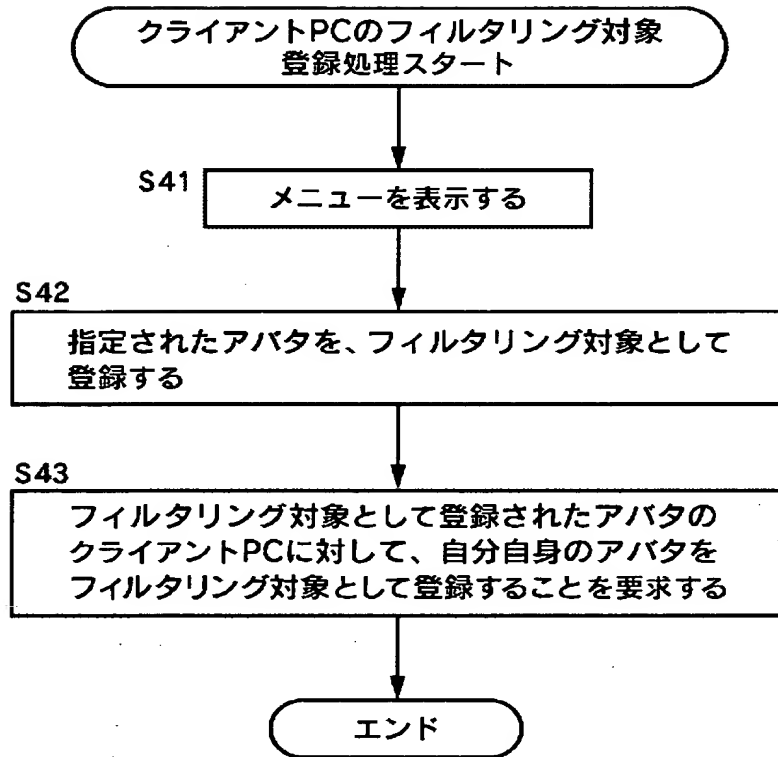 クライアントPCのフィルタリング対象
登録処理スタート
S41
メニューを表示する
S42
指定されたアバタを、フィルタリング対象として
登録する
S43
フィルタリング対象として登録されたアバタの
クライアントPCに対して、自分自身のアバタを
フィルタリング対象として登録することを要求する
エンド